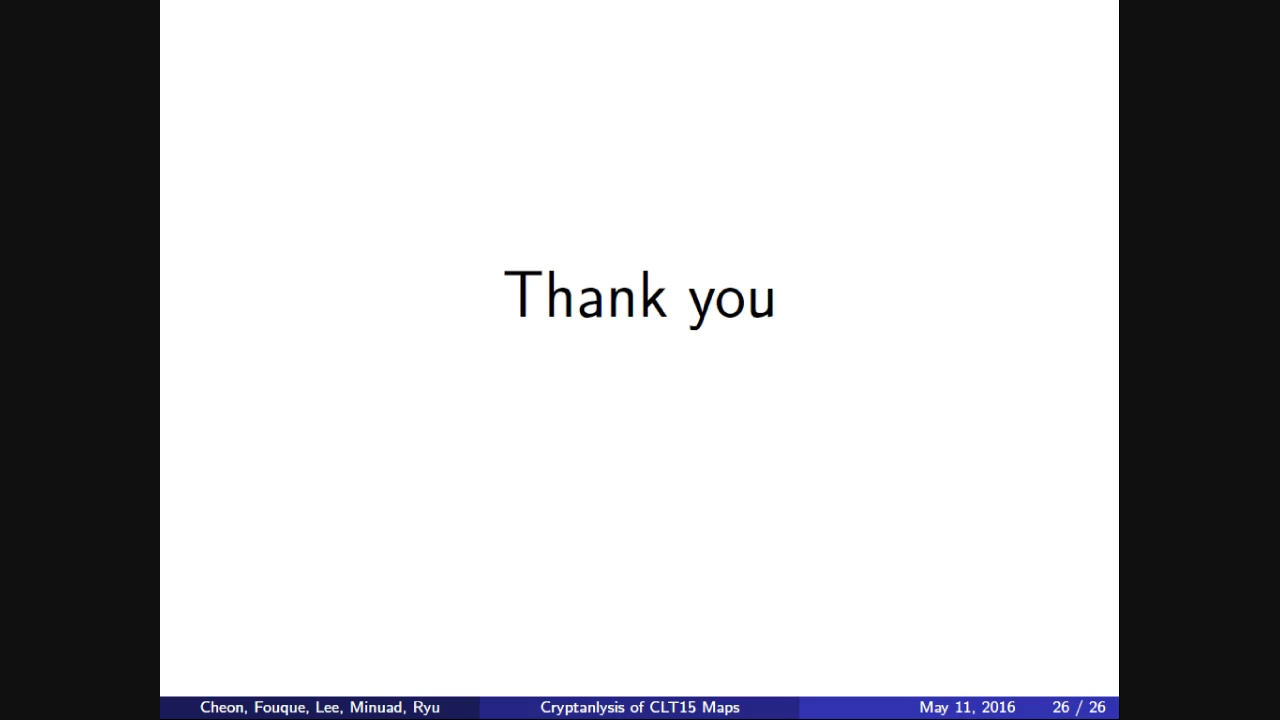 Thank you
Cheon, Fouque, Lee, Minuad, Ryu Cryptanlysis of CLT15 Maps May 11, 2016 26 / 26